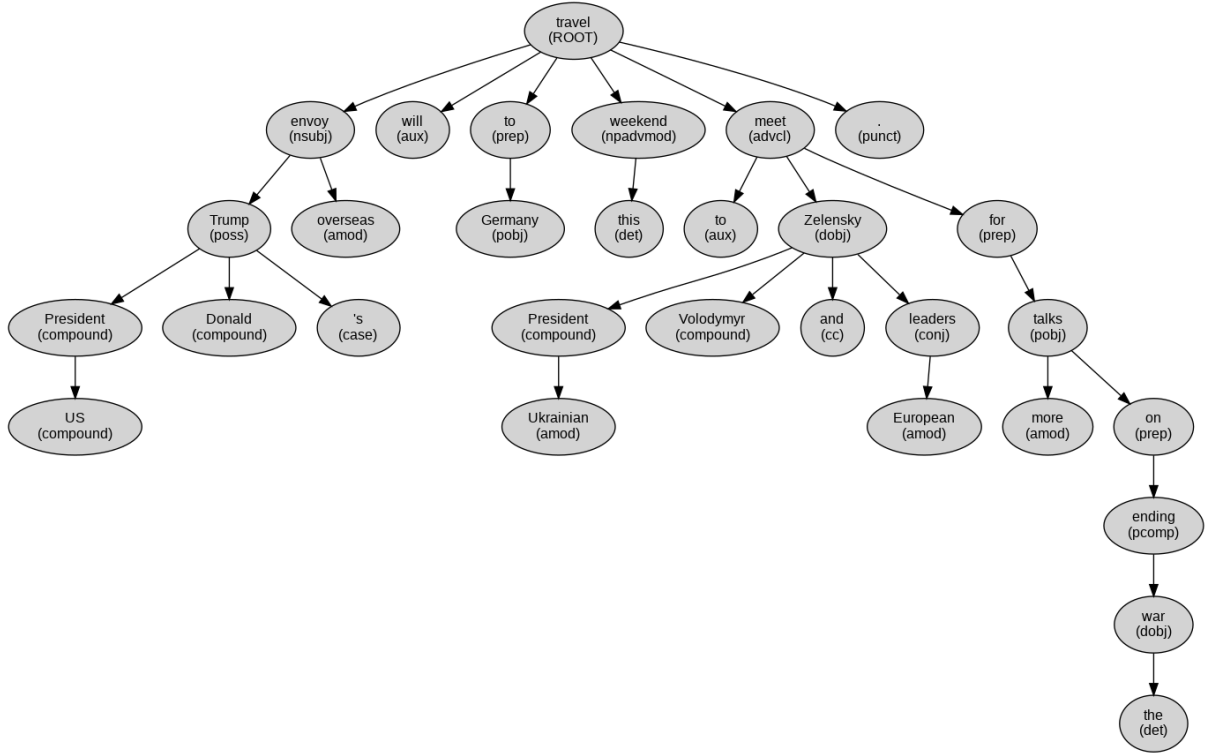 travel
(ROOT)
envoy
(nsubj)
will
(aux)
to
(prep)
weekend
(npadvmod)
meet
(advcl)
.
(punct)
Trump
(poss)
overseas
(amod)
Germany
(pobj)
this
(det)
to
(aux)
Zelensky
(dobj)
for
(prep)
President
(compound)
Donald
(compound)
's
(case)
President
(compound)
Volodymyr
(compound)
and
(cc)
leaders
(conj)
talks
(pobj)
US
(compound)
Ukrainian
(amod)
European
(amod)
more
(amod)
on
(prep)
ending
(pcomp)
war
(dobj)
the
(det)